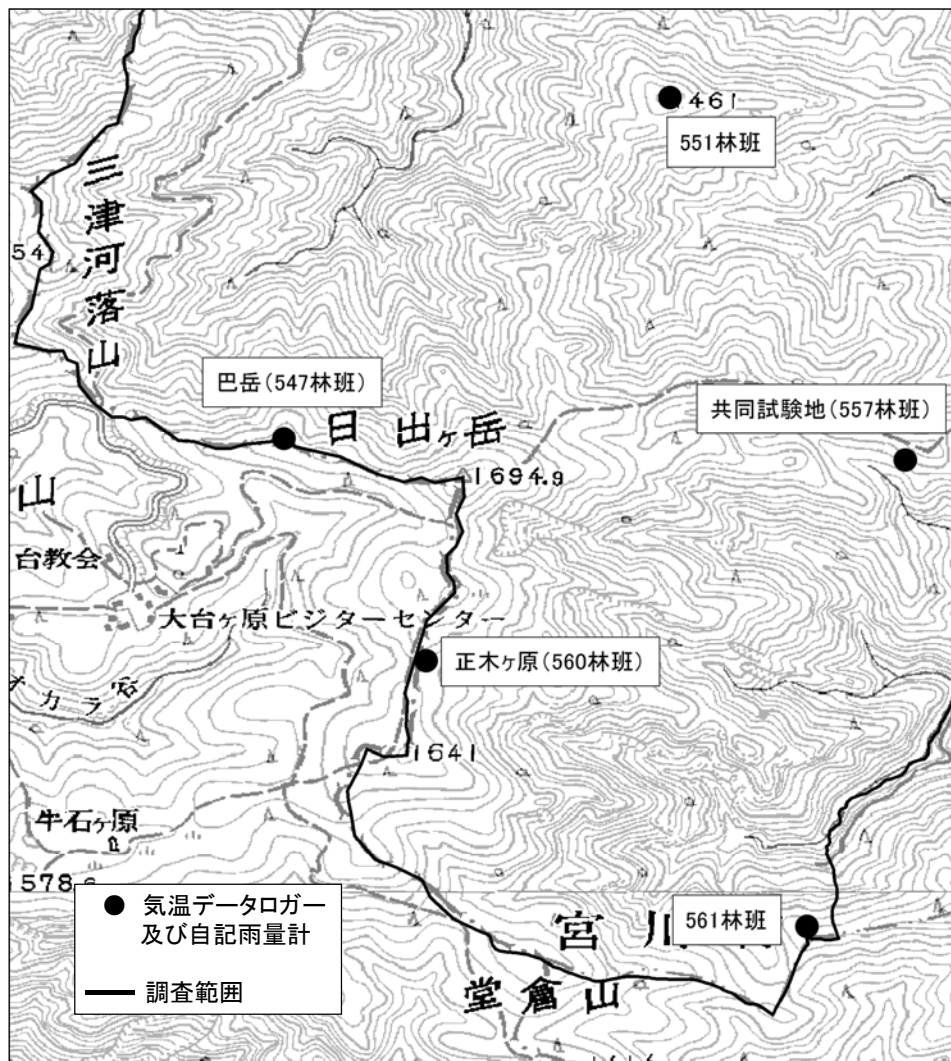 461
551林班
三津河落山
54
巴岳(547林班)
日出ヶ岳
共同試験地(557林班)
1694.9
山
台教会
大台ヶ原ビジターセンター
正木ヶ原(560林班)
1641
牛石ヶ原
578
561林班
宮川
堂倉山
気温データロガー
及び自記雨量計
調査範囲